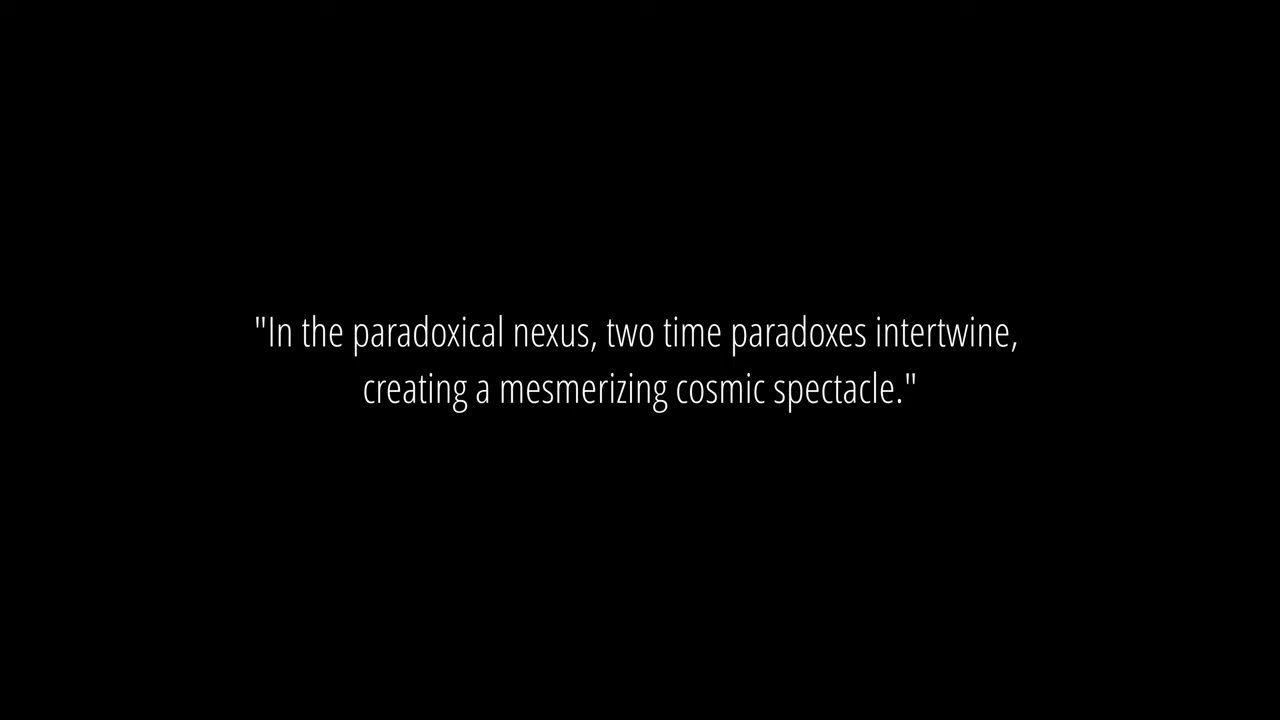 "In the paradoxical nexus, two time paradoxes intertwine,
creating a mesmerizing cosmic spectacle."